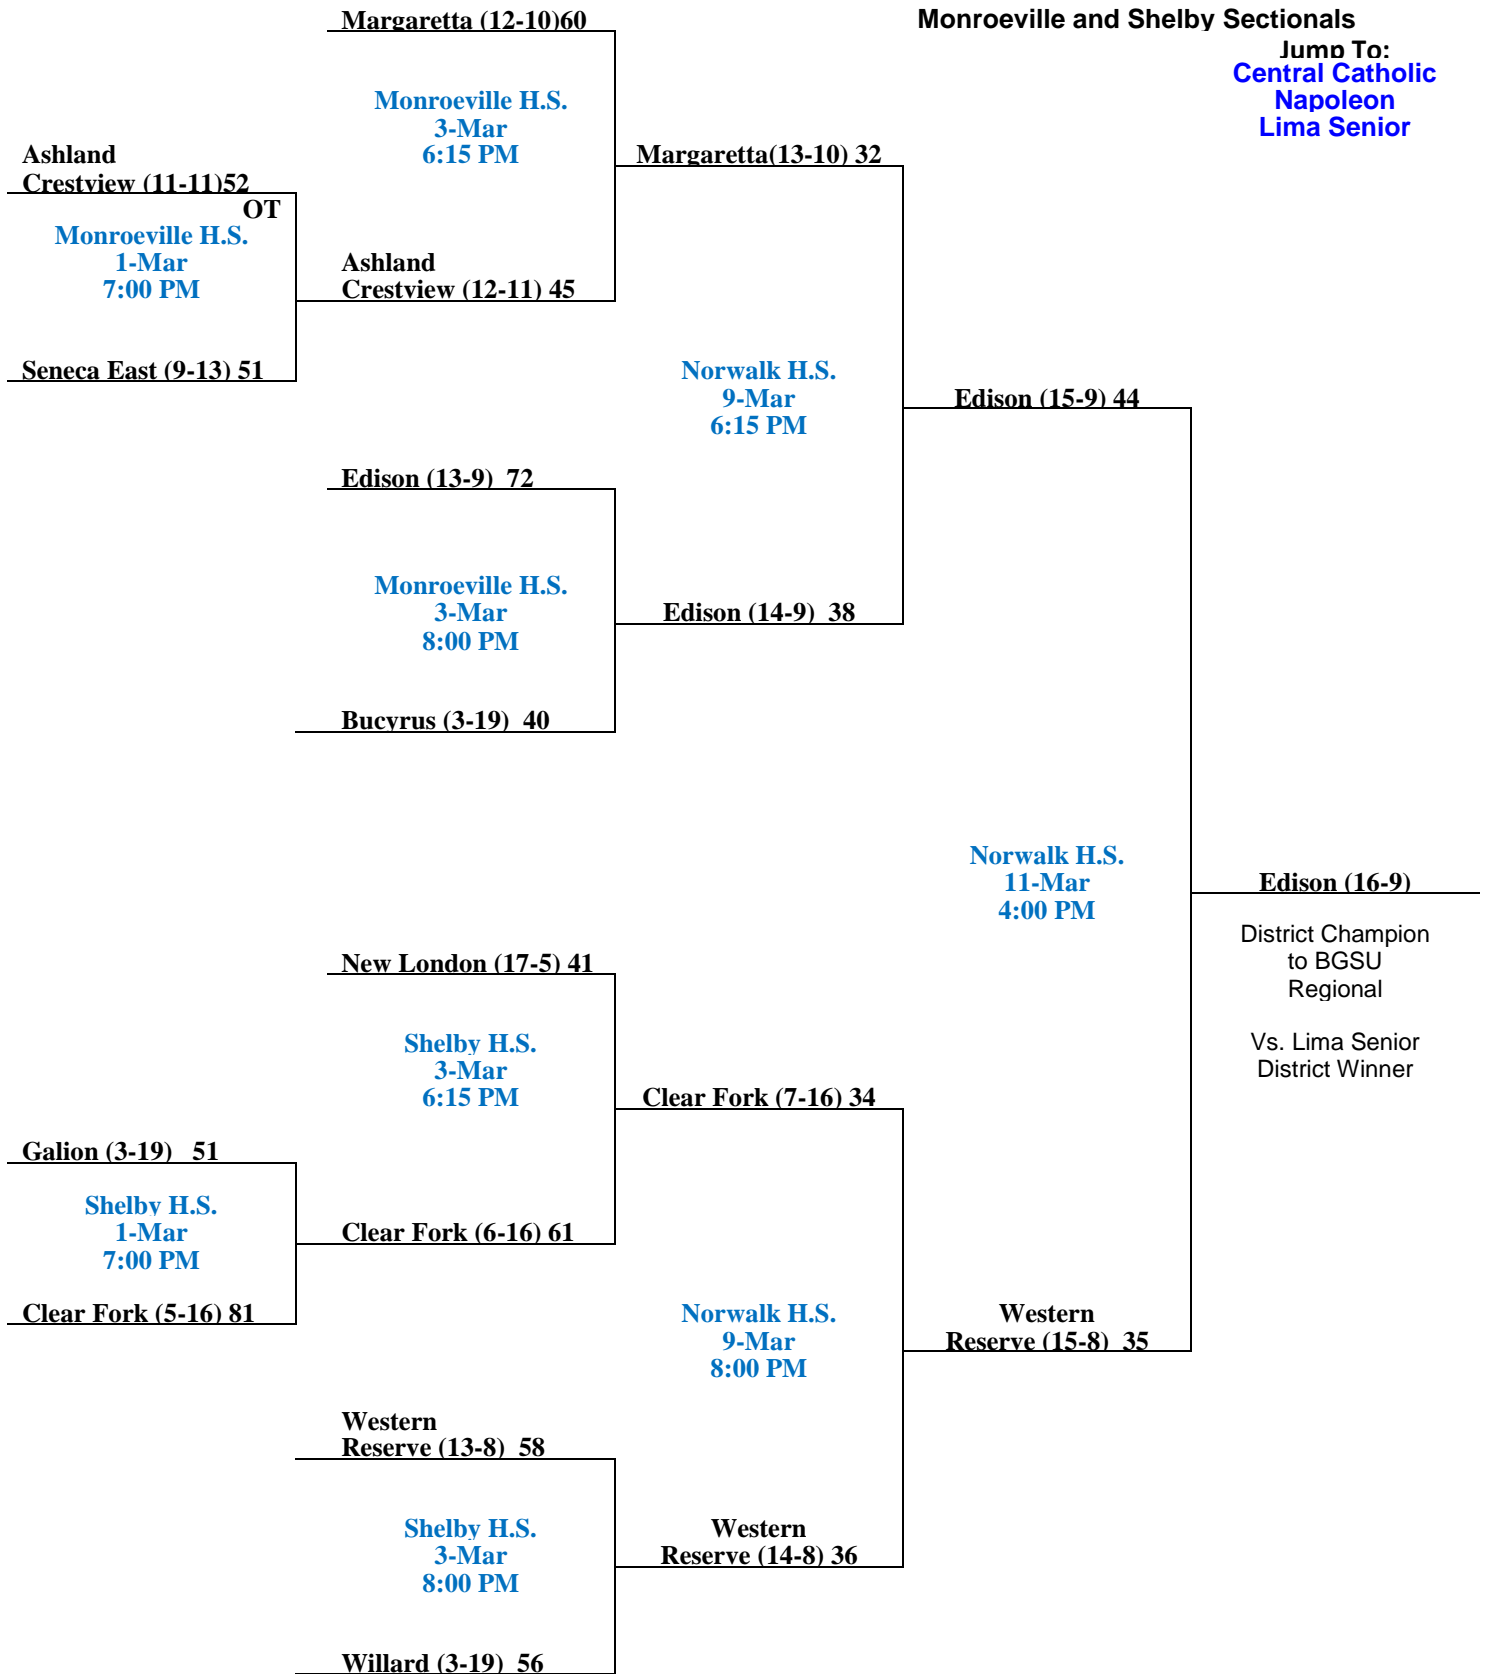 Margaretta (12-10)60
Monroeville and Shelby Sectionals
Jump To:
Central Catholic
Napoleon
Lima Senior
Monroeville H.S.
3-Mar
6:15 PM
Ashland
Crestview (11-11)52
OT
Margaretta(13-10) 32
Monroeville H.S.
1-Mar
7:00 PM
Ashland
Crestview (12-11) 45
Seneca East (9-13) 51
Norwalk H.S.
9-Mar
6:15 PM
Edison (15-9) 44
Edison (13-9)  72
Monroeville H.S.
3-Mar
8:00 PM
Edison (14-9)  38
Bucyrus (3-19)  40
Norwalk H.S.
11-Mar
4:00 PM
Edison (16-9)
District Champion
to BGSU
Regional
Vs. Lima Senior
District Winner
New London (17-5) 41
Shelby H.S.
3-Mar
6:15 PM
Clear Fork (7-16) 34
Galion (3-19)   51
Shelby H.S.
1-Mar
7:00 PM
Clear Fork (6-16) 61
Clear Fork (5-16) 81
Norwalk H.S.
9-Mar
8:00 PM
Western
Reserve (15-8)  35
Western
Reserve (13-8)  58
Shelby H.S.
3-Mar
8:00 PM
Western
Reserve (14-8) 36
Willard (3-19)  56